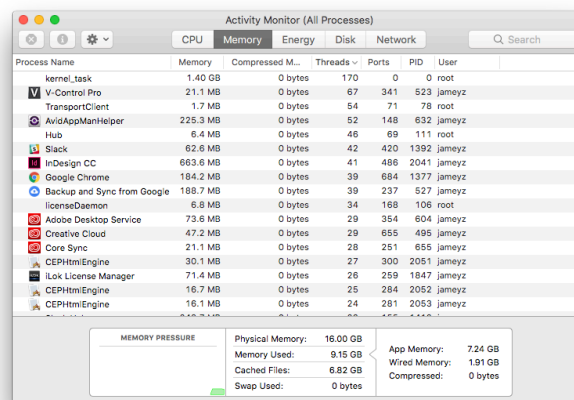 Activity Monitor (All Processes)
CPU Memory Energy Disk Network Search
Process Name Memory Compressed M... Threads Ports PID User
kernel_task 1.40 GB 0 bytes 170 0 0 root
V-Control Pro 21.1 MB 0 bytes 67 341 523 jameyz
TransportClient 1.7 MB 0 bytes 54 71 78 root
AvidAppManHelper 225.3 MB 0 bytes 52 148 632 jameyz
Hub 6.4 MB 0 bytes 46 69 111 root
Slack 62.6 MB 0 bytes 42 420 1392 jameyz
InDesign CC 663.6 MB 0 bytes 41 486 2041 jameyz
Google Chrome 184.2 MB 0 bytes 39 684 1377 jameyz
Backup and Sync from Google 188.7 MB 0 bytes 39 237 527 jameyz
licenseDaemon 6.8 MB 0 bytes 34 168 106 root
Adobe Desktop Service 73.6 MB 0 bytes 29 354 604 jameyz
Creative Cloud 47.2 MB 0 bytes 29 655 495 jameyz
Core Sync 21.1 MB 0 bytes 28 251 655 jameyz
CEPHtmlEngine 30.1 MB 0 bytes 27 300 2051 jameyz
iLok License Manager 71.4 MB 0 bytes 26 259 1847 jameyz
CEPHtmlEngine 16.7 MB 0 bytes 25 284 2052 jameyz
CEPHtmlEngine 16.1 MB 0 bytes 24 281 2053 jameyz
MEMORY PRESSURE
Physical Memory: 16.00 GB
Memory Used: 9.15 GB
Cached Files: 6.82 GB
Swap Used: 0 bytes
App Memory: 7.24 GB
Wired Memory: 1.91 GB
Compressed: 0 bytes